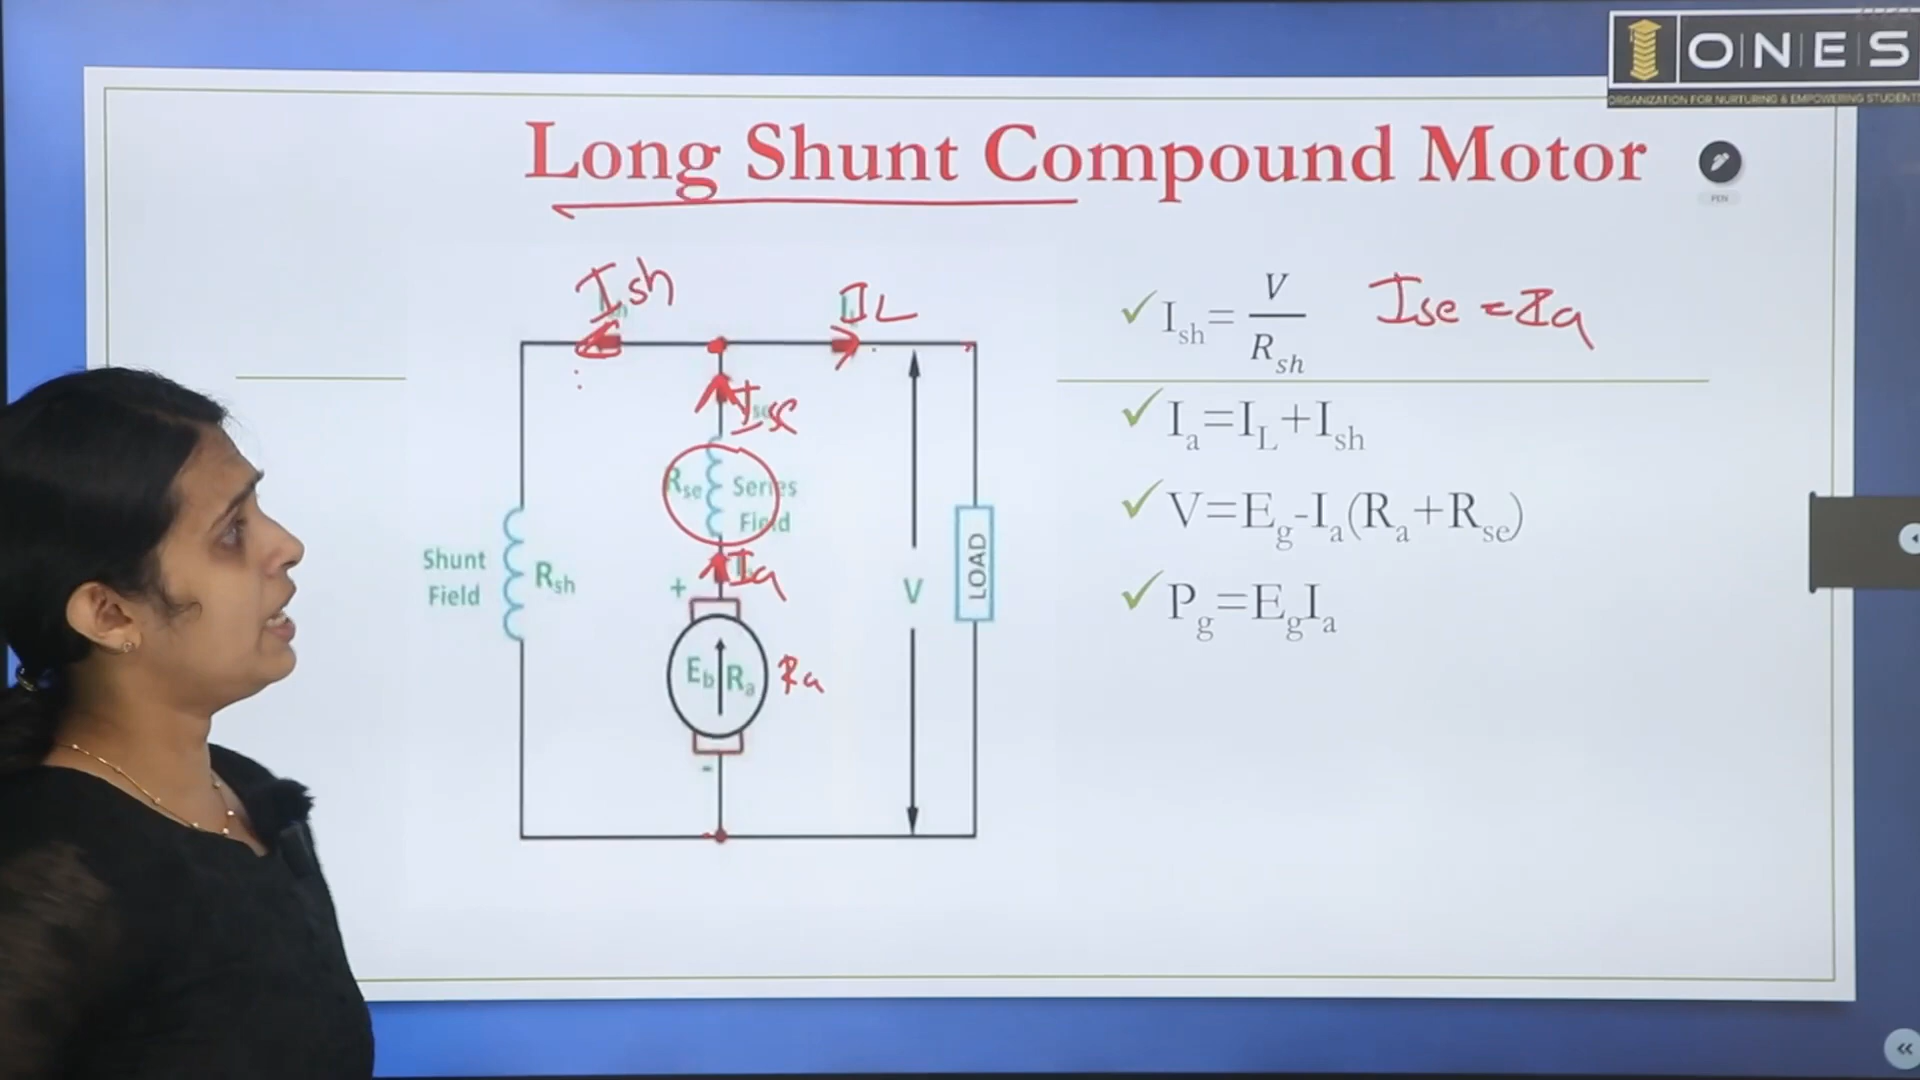 O|N|E|S
ORGANIZATION FOR NURTURING & EMPOWERING STUDENTS
Long Shunt Compound Motor
PEN
Ish
IL
Ish= V/Rsh
Ise = Ia
Ise
Ia=IL+Ish
Rse
Series
Field
V=Eg-Ia(Ra+Rse)
Shunt
Field
Rsh
+
Ia
V
LOAD
Pg=EgIa
Eb
Ra
Ra
-